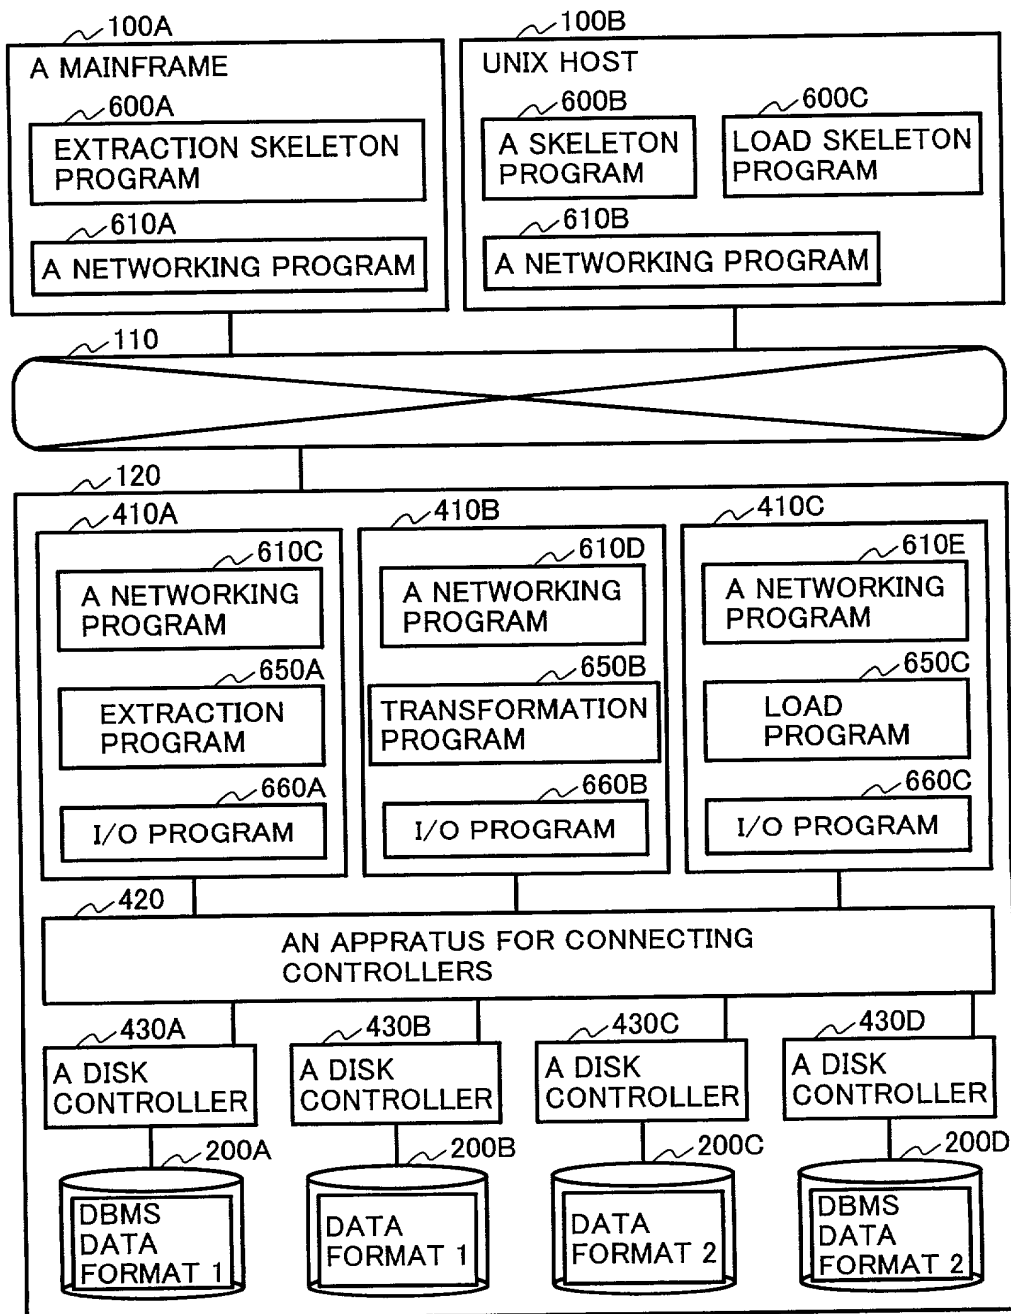 100A
100B
A MAINFRAME
UNIX HOST
600A
600B
600C
EXTRACTION SKELETON
PROGRAM
A SKELETON
PROGRAM
LOAD SKELETON
PROGRAM
610A
610B
A NETWORKING PROGRAM
A NETWORKING PROGRAM
110
120
410A
410B
410C
610C
610D
610E
A NETWORKING
PROGRAM
A NETWORKING
PROGRAM
A NETWORKING
PROGRAM
650A
650B
650C
EXTRACTION
PROGRAM
TRANSFORMATION
PROGRAM
LOAD
PROGRAM
660A
660B
660C
I/O PROGRAM
I/O PROGRAM
I/O PROGRAM
420
AN APPRATUS FOR CONNECTING
CONTROLLERS
430A
430B
430C
430D
A DISK
CONTROLLER
A DISK
CONTROLLER
A DISK
CONTROLLER
A DISK
CONTROLLER
200A
200B
200C
200D
DBMS
DATA
FORMAT 1
DATA
FORMAT 1
DATA
FORMAT 2
DBMS
DATA
FORMAT 2